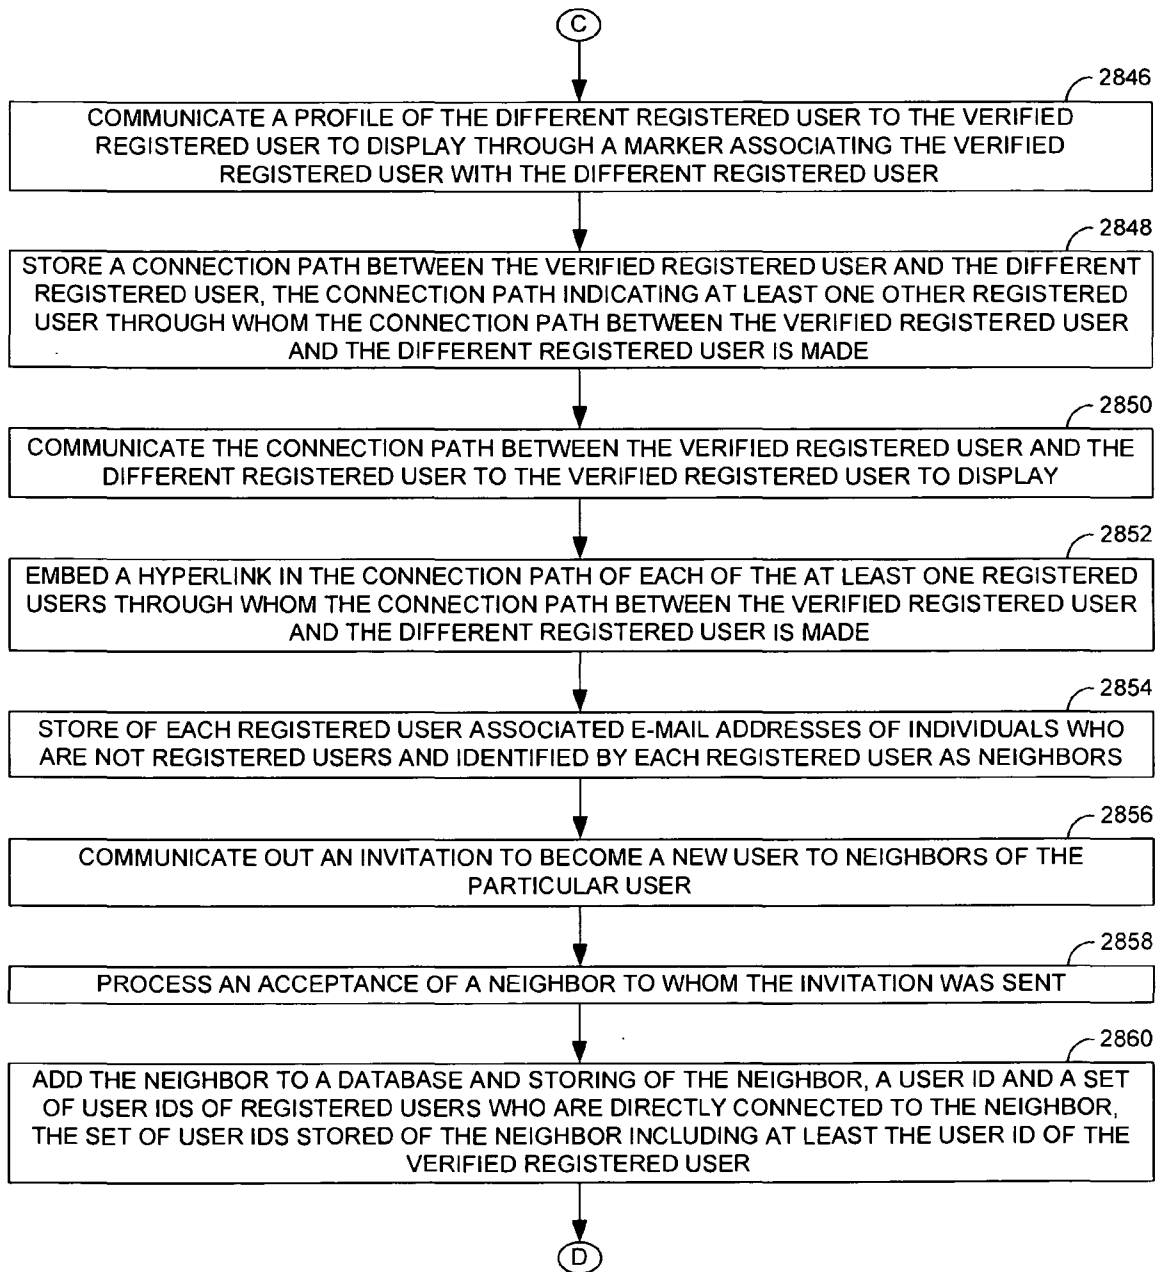 C
2846
COMMUNICATE A PROFILE OF THE DIFFERENT REGISTERED USER TO THE VERIFIED
REGISTERED USER TO DISPLAY THROUGH A MARKER ASSOCIATING THE VERIFIED
REGISTERED USER WITH THE DIFFERENT REGISTERED USER
2848
STORE A CONNECTION PATH BETWEEN THE VERIFIED REGISTERED USER AND THE DIFFERENT
REGISTERED USER, THE CONNECTION PATH INDICATING AT LEAST ONE OTHER REGISTERED
USER THROUGH WHOM THE CONNECTION PATH BETWEEN THE VERIFIED REGISTERED USER
AND THE DIFFERENT REGISTERED USER IS MADE
2850
COMMUNICATE THE CONNECTION PATH BETWEEN THE VERIFIED REGISTERED USER AND THE
DIFFERENT REGISTERED USER TO THE VERIFIED REGISTERED USER TO DISPLAY
2852
EMBED A HYPERLINK IN THE CONNECTION PATH OF EACH OF THE AT LEAST ONE REGISTERED
USERS THROUGH WHOM THE CONNECTION PATH BETWEEN THE VERIFIED REGISTERED USER
AND THE DIFFERENT REGISTERED USER IS MADE
2854
STORE OF EACH REGISTERED USER ASSOCIATED E-MAIL ADDRESSES OF INDIVIDUALS WHO
ARE NOT REGISTERED USERS AND IDENTIFIED BY EACH REGISTERED USER AS NEIGHBORS
2856
COMMUNICATE OUT AN INVITATION TO BECOME A NEW USER TO NEIGHBORS OF THE
PARTICULAR USER
2858
PROCESS AN ACCEPTANCE OF A NEIGHBOR TO WHOM THE INVITATION WAS SENT
2860
ADD THE NEIGHBOR TO A DATABASE AND STORING OF THE NEIGHBOR, A USER ID AND A SET
OF USER IDS OF REGISTERED USERS WHO ARE DIRECTLY CONNECTED TO THE NEIGHBOR,
THE SET OF USER IDS STORED OF THE NEIGHBOR INCLUDING AT LEAST THE USER ID OF THE
VERIFIED REGISTERED USER
D